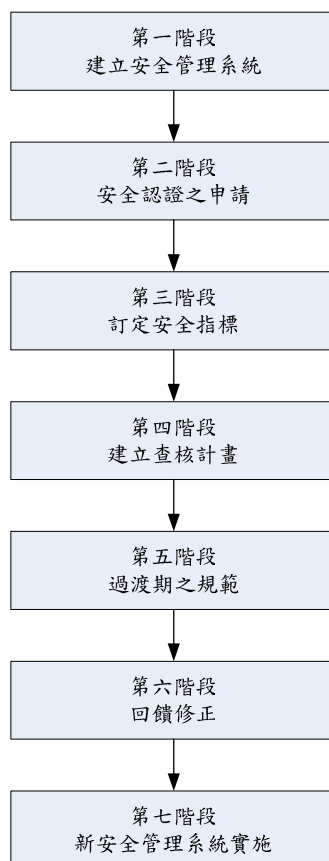 第一階段
建立安全管理系統
第二階段
安全認證之申請
第三階段
訂定安全指標
第四階段
建立查核計畫
第五階段
過渡期之規範
第六階段
回饋修正
第七階段
新安全管理系統實施